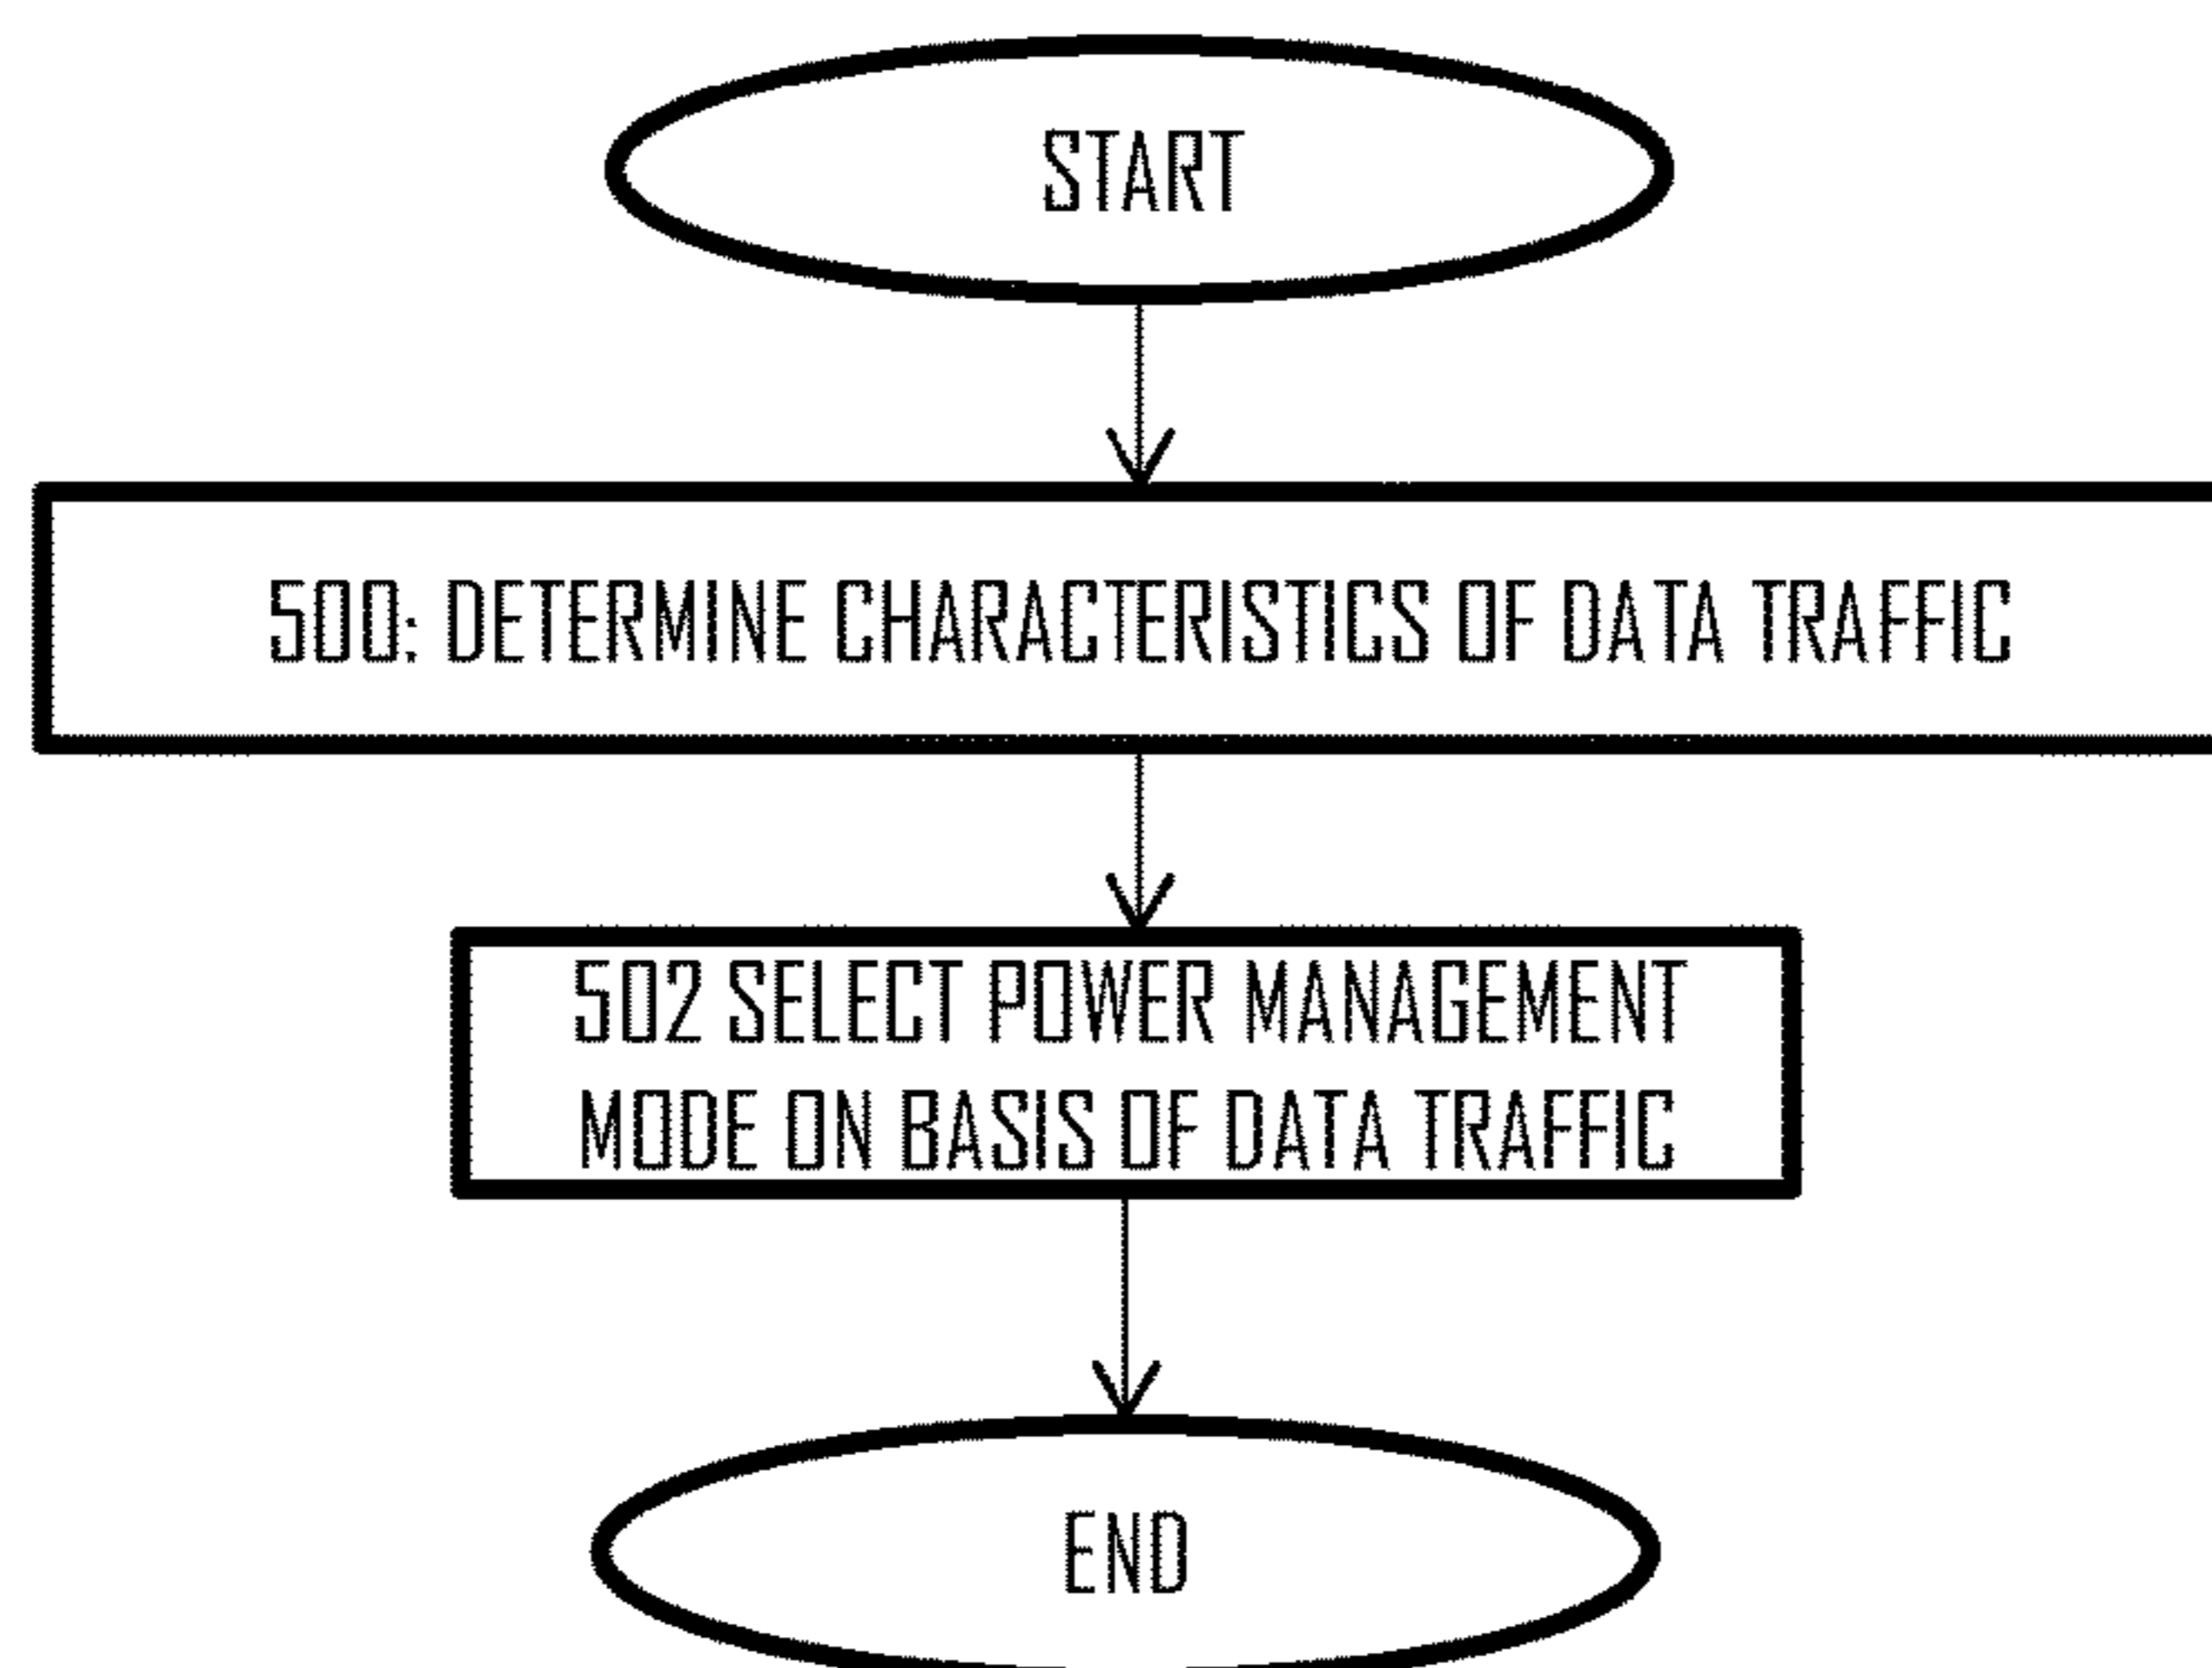 START
500: DETERMINE CHARACTERISTICS OF DATA TRAFFIC
502 SELECT POWER MANAGEMENT
MODE ON BASIS OF DATA TRAFFIC
END